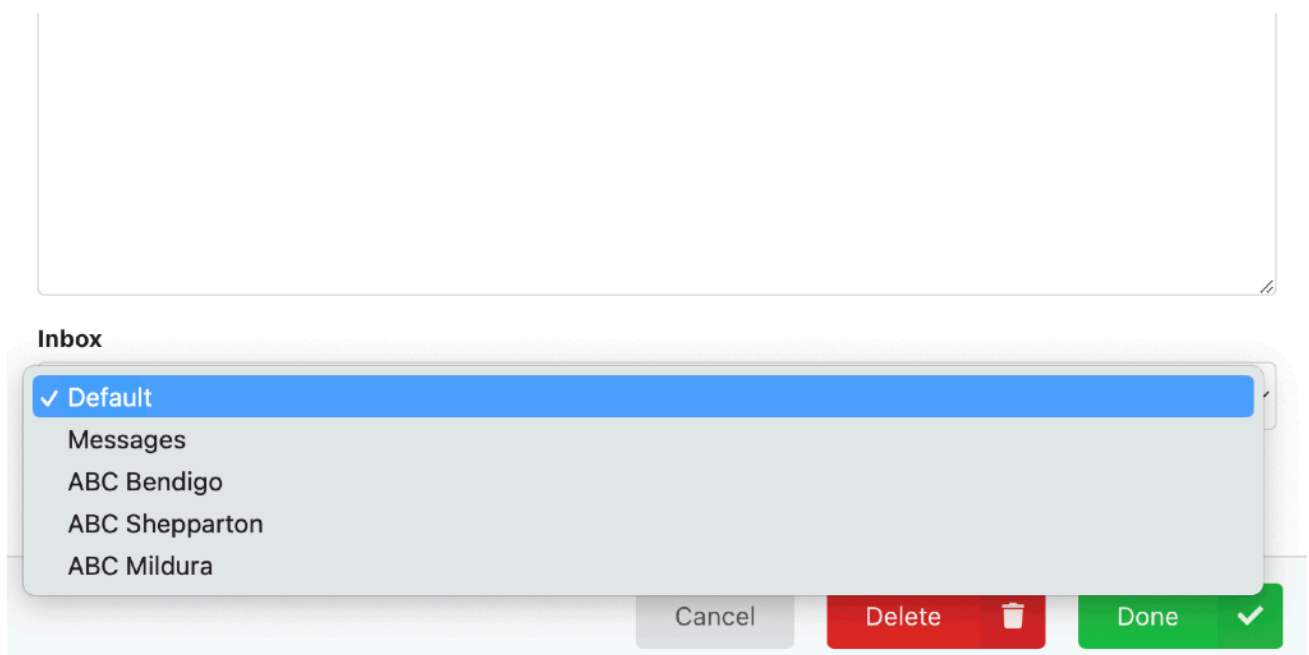 Inbox
Default
Messages
ABC Bendigo
ABC Shepparton
ABC Mildura
Cancel Delete Done